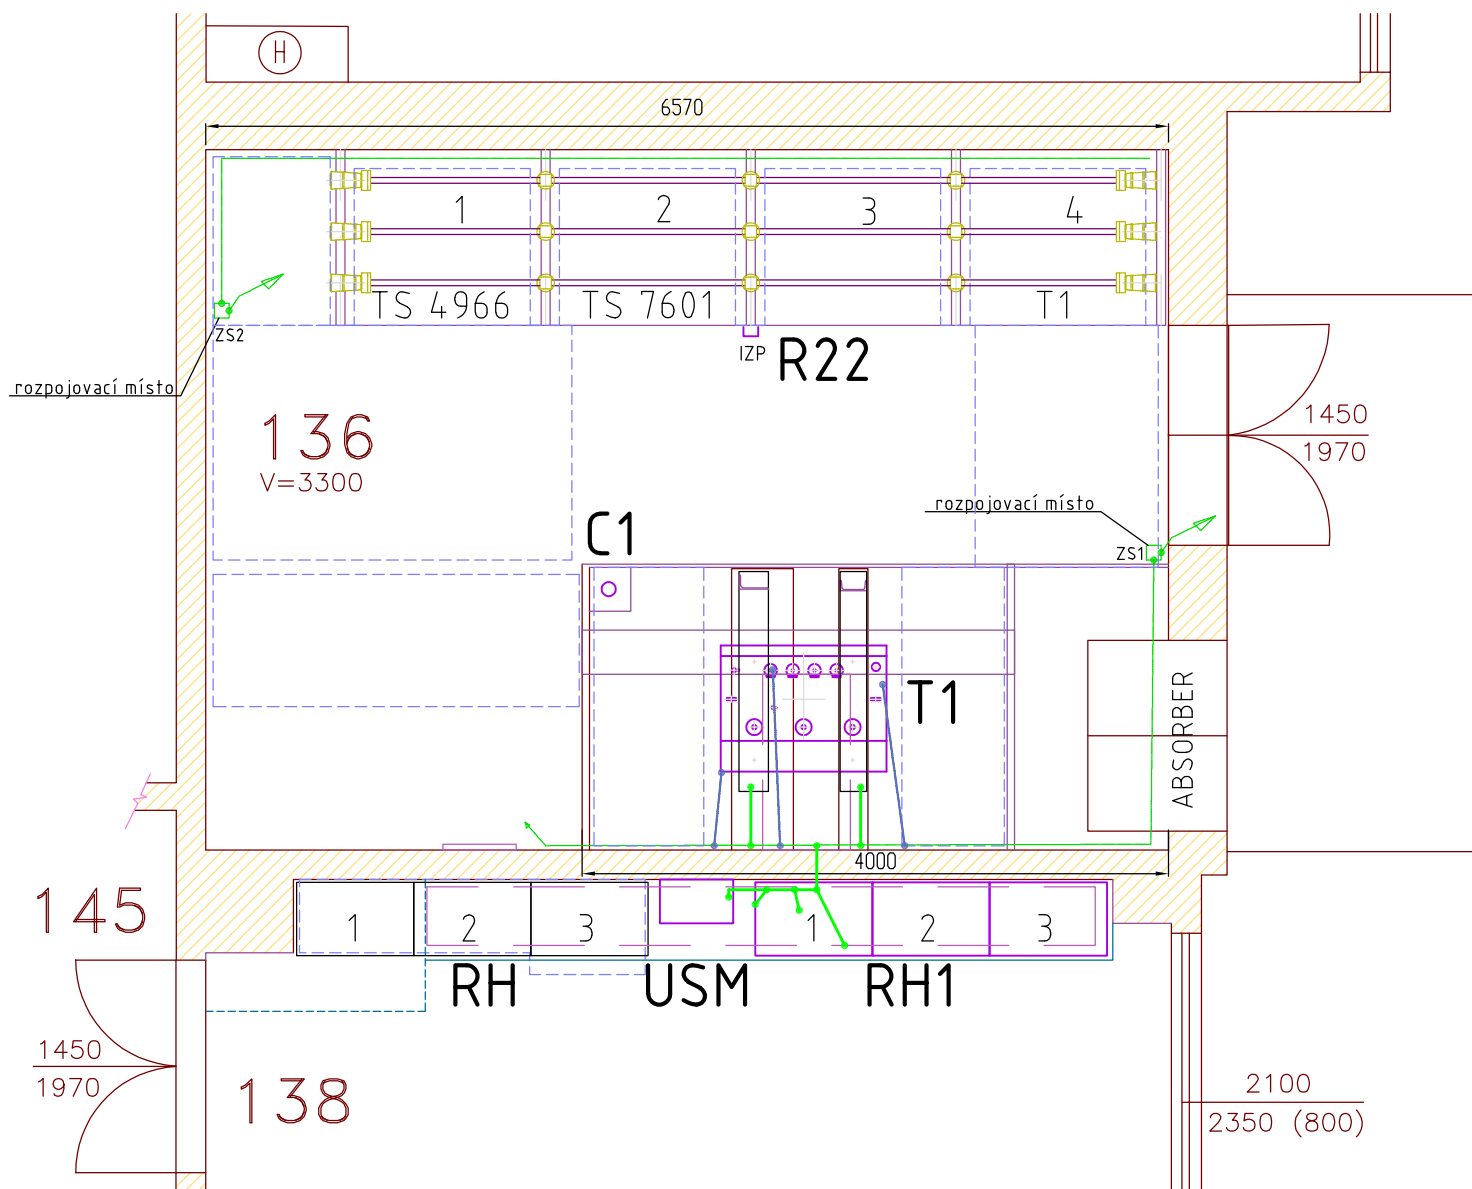 H
6570
1 2 3 4
TS 4966 TS 7601 T1
ZS2
IZP R22
rozpojovací místo
136
V=3300
1450
1970
rozpojovací místo
C1
ZS1
T1
ABSORBER
4000
145
1 2 3 1 2 3
RH USM RH1
1450
1970
138
2100
2350 (800)